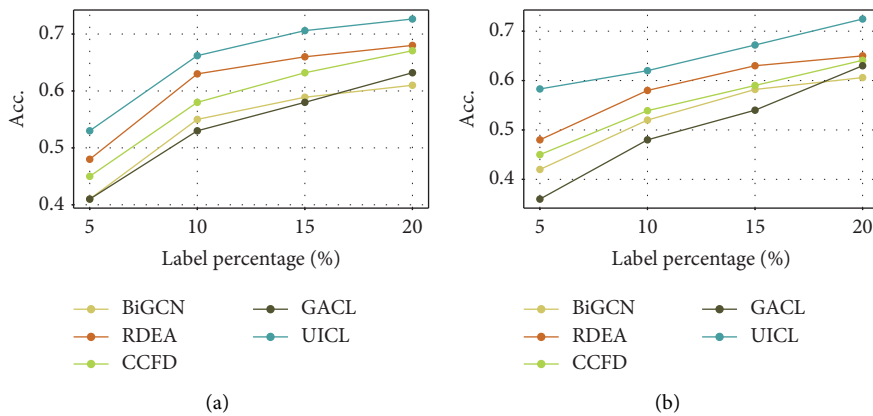 0.7
0.6
0.5
0.4
Acc.
5 10 15 20
Label percentage (%)
BiGCN GACL
RDEA UICL
CCFD
(a)
0.7
0.6
0.5
0.4
Acc.
5 10 15 20
Label percentage (%)
BiGCN GACL
RDEA UICL
CCFD
(b)